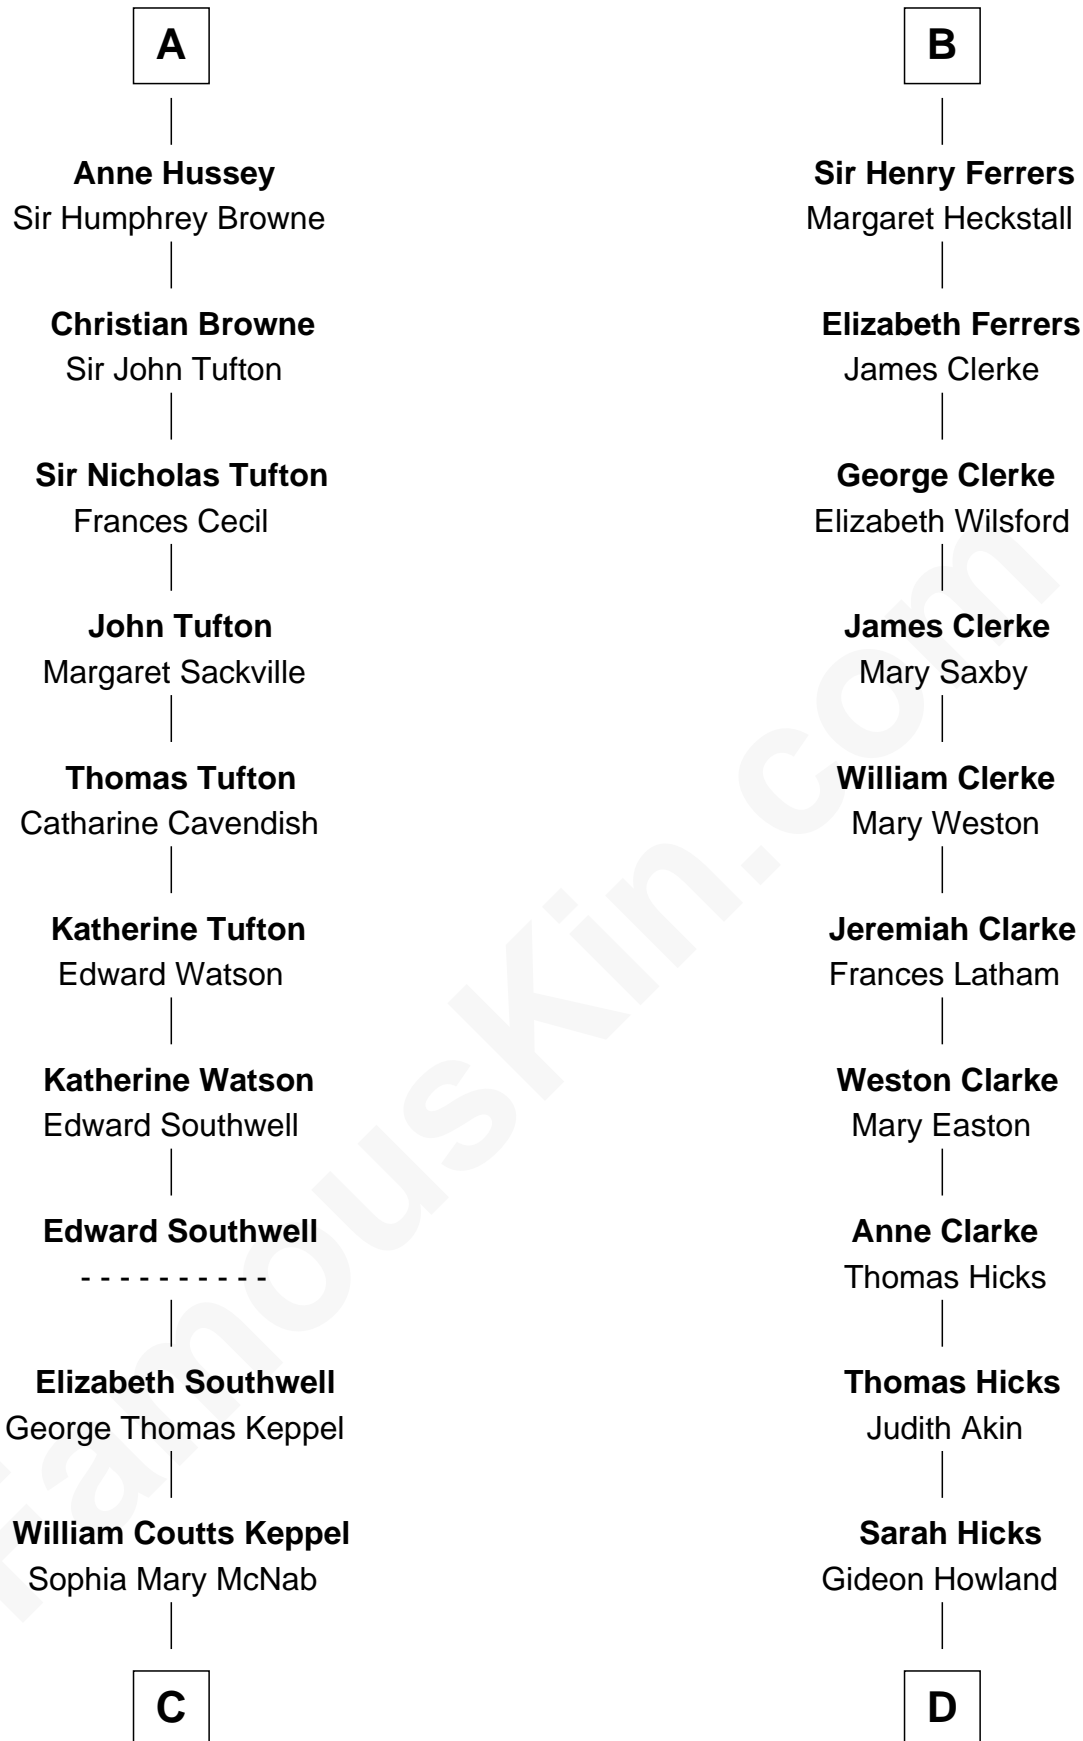 A
Anne Hussey
Sir Humphrey Browne
Christian Browne
Sir John Tufton
Sir Nicholas Tufton
Frances Cecil
John Tufton
Margaret Sackville
Thomas Tufton
Catharine Cavendish
Katherine Tufton
Edward Watson
Katherine Watson
Edward Southwell
Edward Southwell
- - - - - - - - - -
Elizabeth Southwell
George Thomas Keppel
William Coutts Keppel
Sophia Mary McNab
C
B
Sir Henry Ferrers
Margaret Heckstall
Elizabeth Ferrers
James Clerke
George Clerke
Elizabeth Wilsford
James Clerke
Mary Saxby
William Clerke
Mary Weston
Jeremiah Clarke
Frances Latham
Weston Clarke
Mary Easton
Anne Clarke
Thomas Hicks
Thomas Hicks
Judith Akin
Sarah Hicks
Gideon Howland
D
FamousKin.com